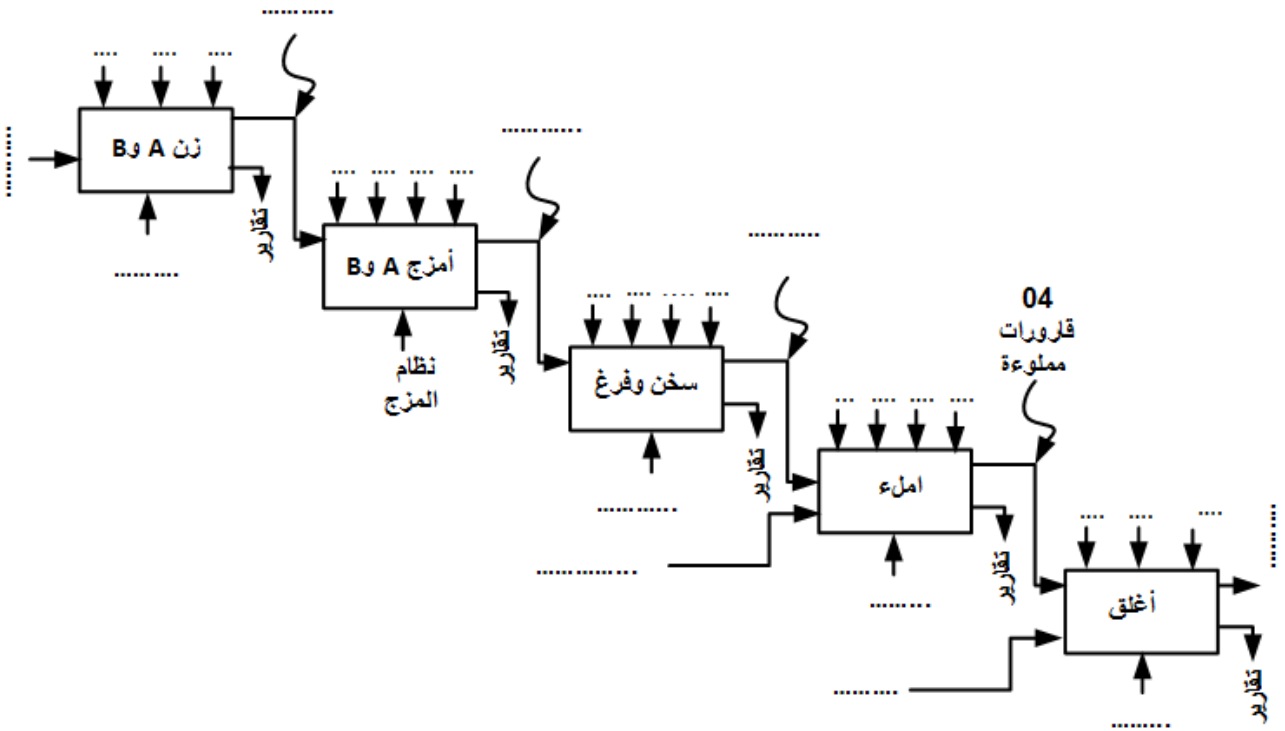 ...........
.... .... ....
زن A وB
..........
..........
تقارير
............
.... .... .... ....
أمزج A وB
نظام
المزج
تقارير
...........
.... .... .... ....
سخن وفرغ
............
تقارير
04
قارورات
مملوءة
... .... .... ....
املء
...............
..........
تقارير
.... .... ....
..........
أغلق
..........
..........
تقارير